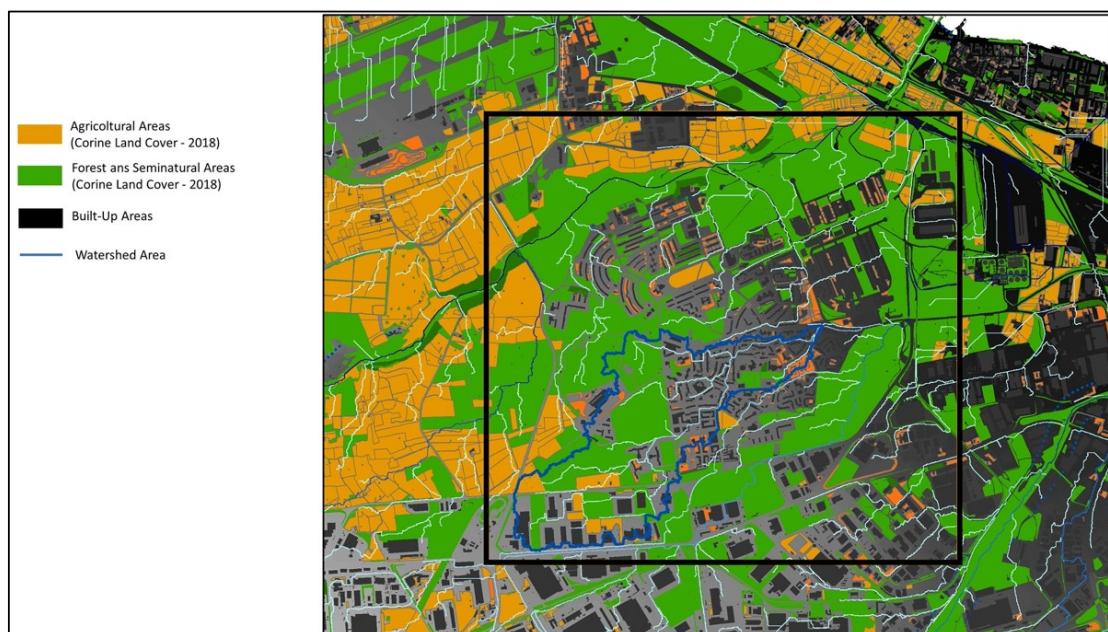 Agricoltural Areas
(Corine Land Cover - 2018)
Forest ans Seminatural Areas
(Corine Land Cover - 2018)
Built-Up Areas
Watershed Area